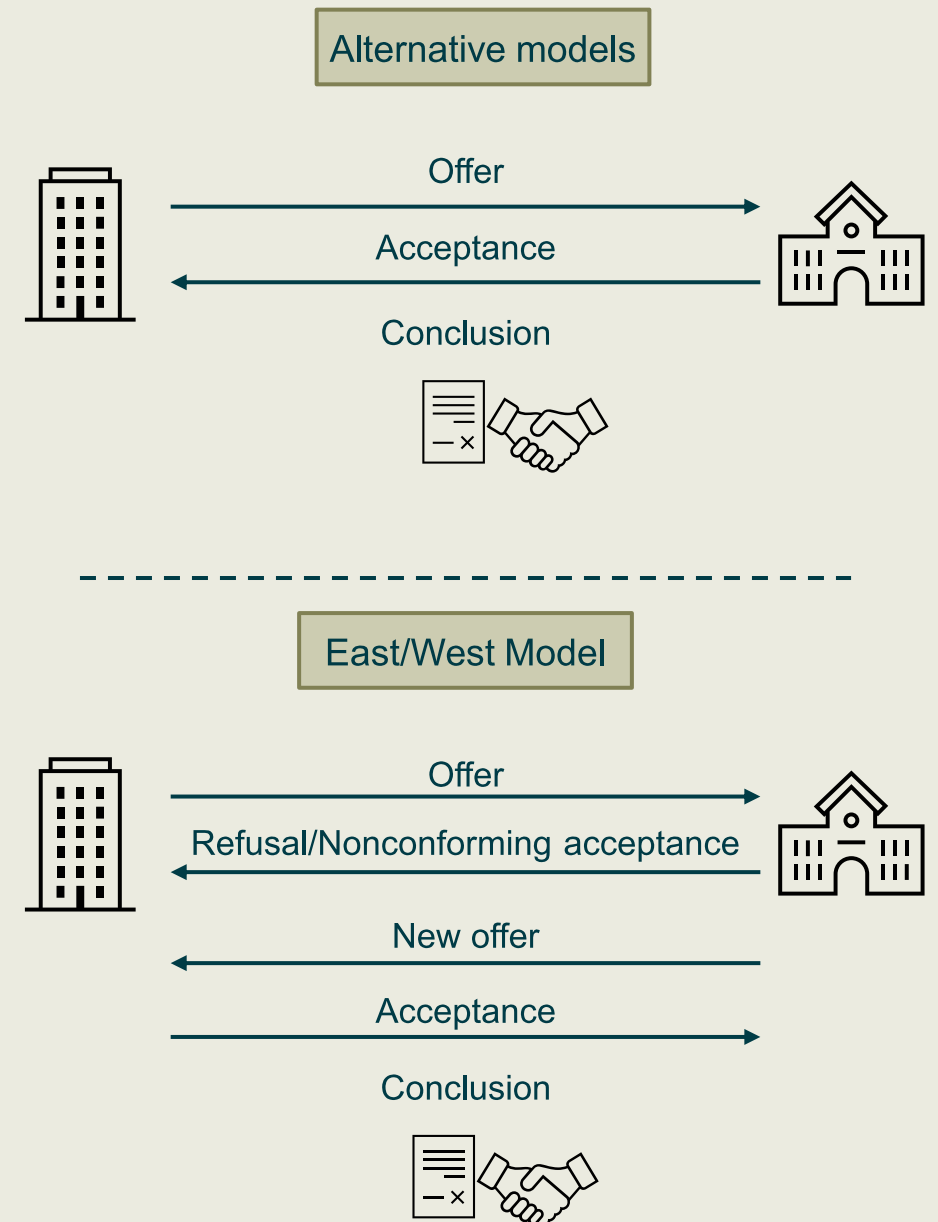 Alternative models
Offer
Acceptance
Conclusion
East/West Model
Offer
Refusal/Nonconforming acceptance
New offer
Acceptance
Conclusion